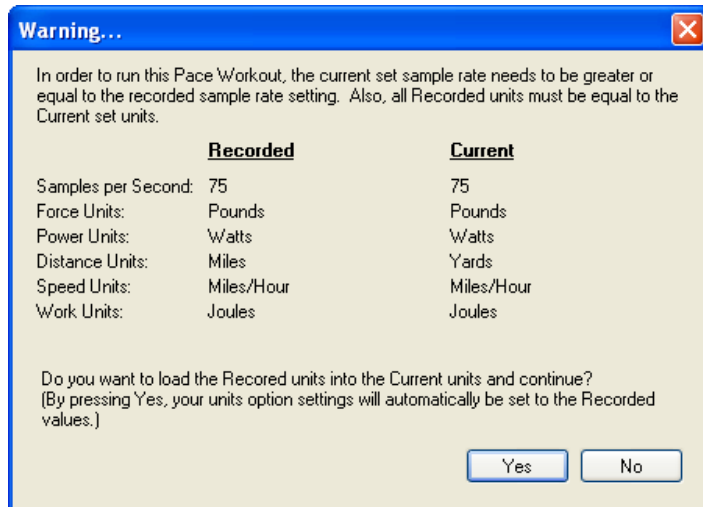 Warning...
In order to run this Pace Workout, the current set sample rate needs to be greater or
equal to the recorded sample rate setting. Also, all Recorded units must be equal to the
Current set units.
Recorded Current
Samples per Second: 75 75
Force Units: Pounds Pounds
Power Units: Watts Watts
Distance Units: Miles Yards
Speed Units: Miles/Hour Miles/Hour
Work Units: Joules Joules
Do you want to load the Recored units into the Current units and continue?
(By pressing Yes, your units option settings will automatically be set to the Recorded
values.)
Yes No